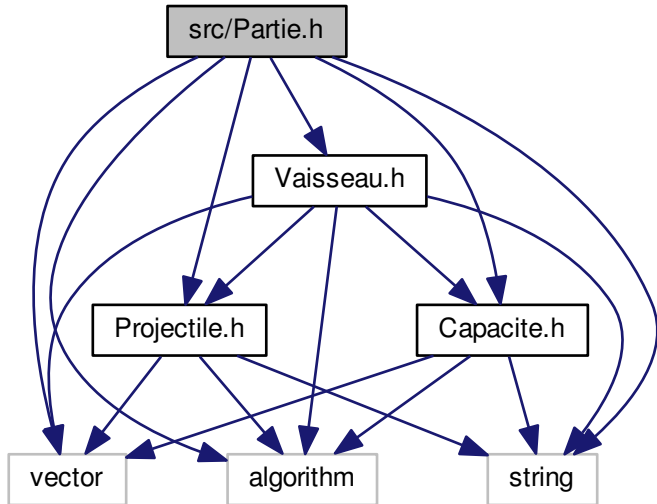 src/Partie.h
Vaisseau.h
Projectile.h
Capacite.h
vector
algorithm
string